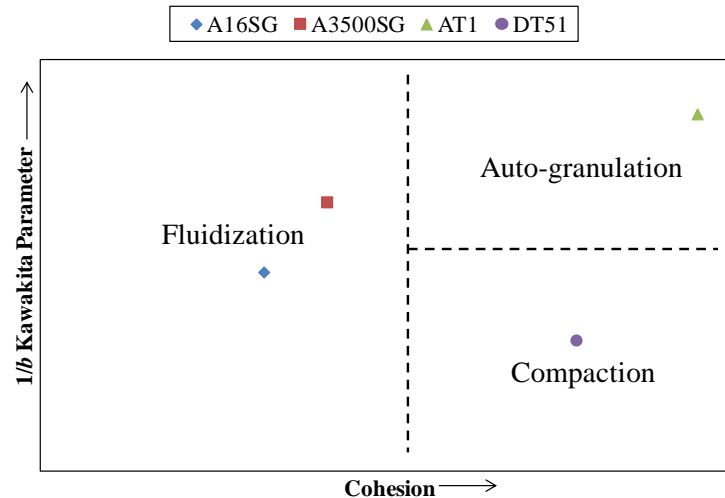 A16SG A3500SG AT1 DT51
1/b Kawakita Parameter
Auto-granulation
Fluidization
Compaction
Cohesion